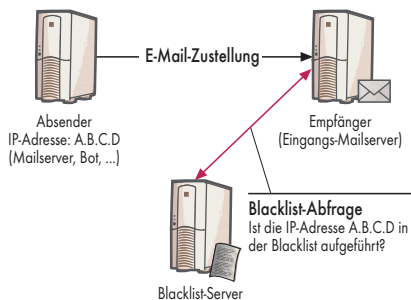 E-Mail-Zustellung
Absender
IP-Adresse: A.B.C.D
(Mailserver, Bot, ...)
Empfänger
(Eingangs-Mailserver)
Blacklist-Abfrage
Ist die IP-Adresse A.B.C.D in
der Blacklist aufgeführt?
Blacklist-Server